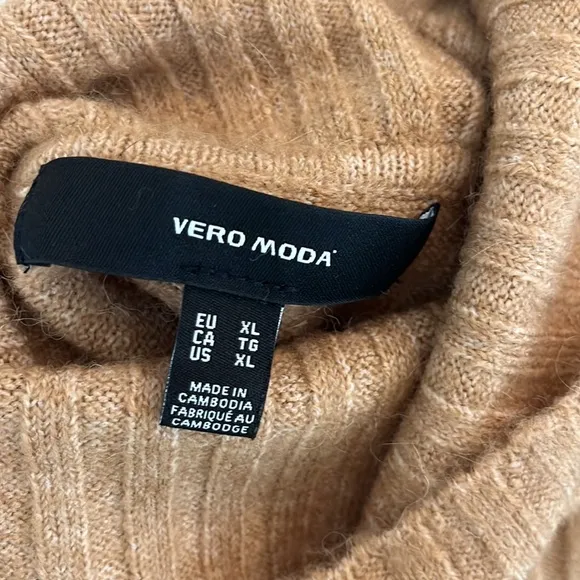 VERO MODA
EU XL
CA TG
US XL
MADE IN
CAMBODIA
FABRIQUÉ AU
CAMBODGE